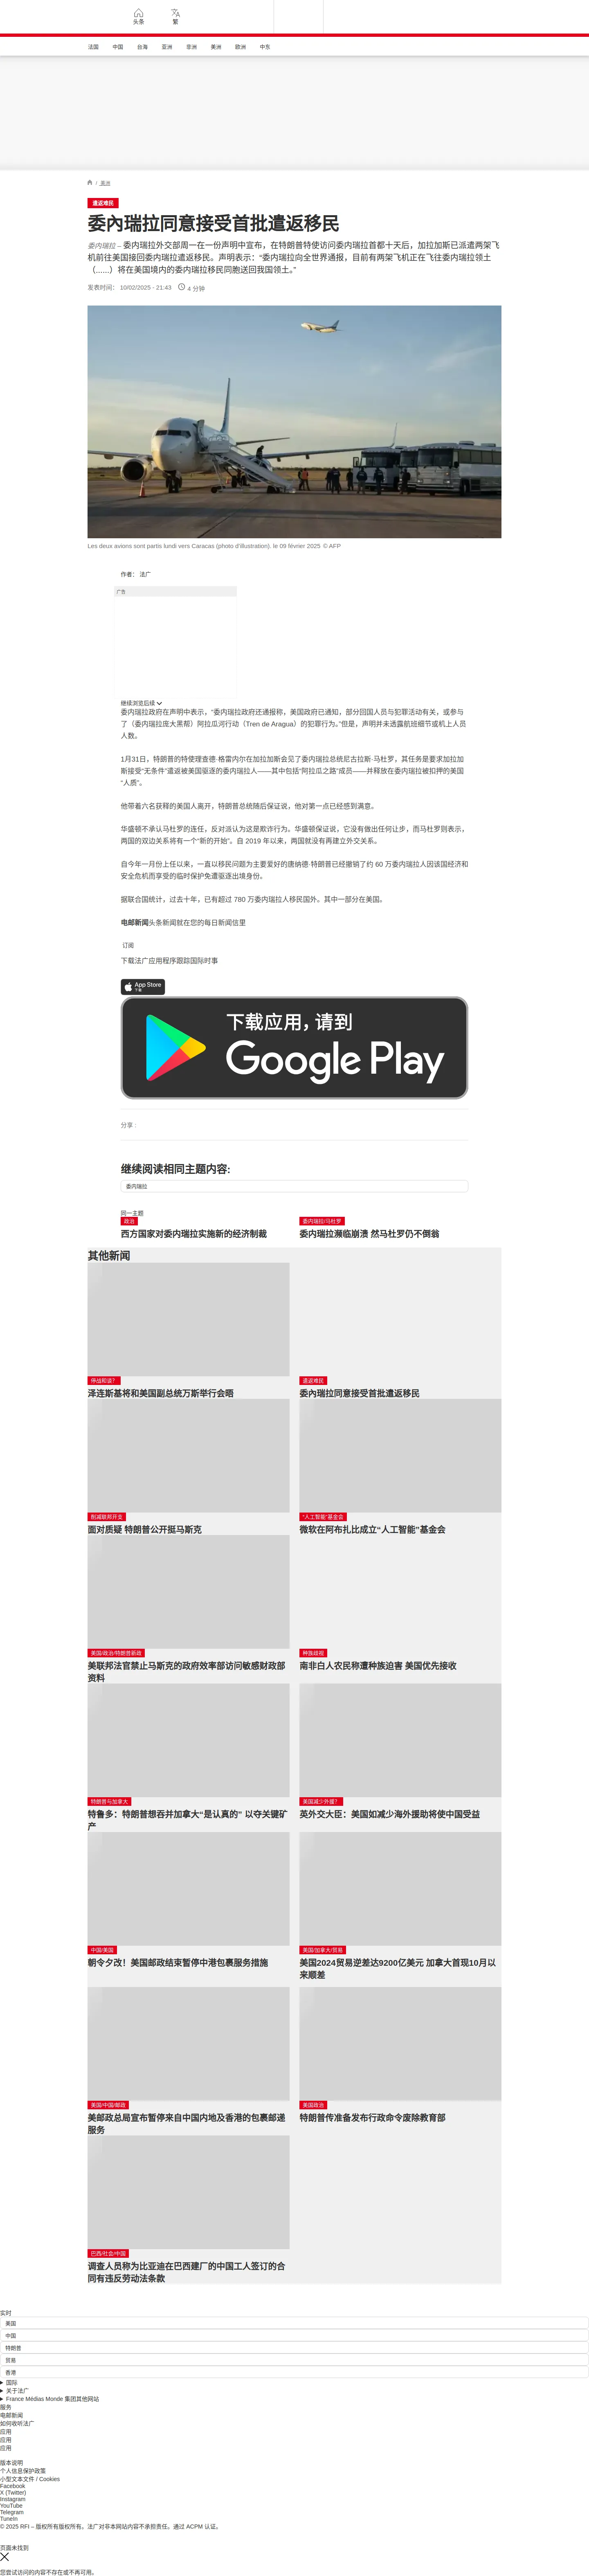 头条
繁
法国
中国
台海
亚洲
非洲
美洲
欧洲
中东
/ 美洲
遣返难民
委內瑞拉同意接受首批遣返移民
委内瑞拉 – 委内瑞拉外交部周一在一份声明中宣布，在特朗普特使访问委内瑞拉首都十天后，加拉加斯已派遣两架飞
机前往美国接回委内瑞拉遣返移民。声明表示：“委内瑞拉向全世界通报，目前有两架飞机正在飞往委内瑞拉领土
（......）将在美国境内的委内瑞拉移民同胞送回我国领土。”
发表时间： 10/02/2025 - 21:43 4 分钟
Les deux avions sont partis lundi vers Caracas (photo d'illustration). le 09 février 2025 © AFP
作者： 法广
广告
继续浏览后续
委内瑞拉政府在声明中表示，“委内瑞拉政府还通报称，美国政府已通知，部分回国人员与犯罪活动有关，或参与
了（委内瑞拉庞大黑帮）阿拉瓜河行动（Tren de Aragua）的犯罪行为。”但是，声明并未透露航班细节或机上人员
人数。
1月31日，特朗普的特使理查德·格雷内尔在加拉加斯会见了委内瑞拉总统尼古拉斯·马杜罗，其任务是要求加拉加
斯接受“无条件”遣返被美国驱逐的委内瑞拉人——其中包括“阿拉瓜之路”成员——并释放在委内瑞拉被扣押的美国
“人质”。
他带着六名获释的美国人离开，特朗普总统随后保证说，他对第一点已经感到满意。
华盛顿不承认马杜罗的连任，反对派认为这是欺诈行为。华盛顿保证说，它没有做出任何让步，而马杜罗则表示，
两国的双边关系将有一个“新的开始”。自 2019 年以来，两国就没有再建立外交关系。
自今年一月份上任以来，一直以移民问题为主要爱好的唐纳德·特朗普已经撤销了约 60 万委内瑞拉人因该国经济和
安全危机而享受的临时保护免遭驱逐出境身份。
据联合国统计，过去十年，已有超过 780 万委内瑞拉人移民国外。其中一部分在美国。
电邮新闻头条新闻就在您的每日新闻信里
订阅
下载法广应用程序跟踪国际时事
App Store
下载
下载应用，请到
Google Play
分享 :
继续阅读相同主题内容:
委内瑞拉
同一主题
政治
西方国家对委内瑞拉实施新的经济制裁
委内瑞拉/马杜罗
委内瑞拉濒临崩溃 然马杜罗仍不倒翁
其他新闻
停战和谈？
泽连斯基将和美国副总统万斯举行会晤
遣返难民
委內瑞拉同意接受首批遣返移民
削减联邦开支
面对质疑 特朗普公开挺马斯克
“人工智能”基金会
微软在阿布扎比成立“人工智能”基金会
美国/政治/特朗普新政
美联邦法官禁止马斯克的政府效率部访问敏感财政部
资料
种族歧视
南非白人农民称遭种族迫害 美国优先接收
特朗普与加拿大
特鲁多：特朗普想吞并加拿大“是认真的” 以夺关键矿
产
美国减少外援？
英外交大臣：美国如减少海外援助将使中国受益
中国/美国
朝令夕改！美国邮政结束暂停中港包裹服务措施
美国/加拿大/贸易
美国2024贸易逆差达9200亿美元 加拿大首现10月以
来顺差
美国/中国/邮政
美邮政总局宣布暂停来自中国内地及香港的包裹邮递
服务
美国政治
特朗普传准备发布行政命令废除教育部
巴西/社会/中国
调查人员称为比亚迪在巴西建厂的中国工人签订的合
同有违反劳动法条款
实时
美国
中国
特朗普
贸易
香港
国际
关于法广
France Médias Monde 集团其他网站
服务
电邮新闻
如何收听法广
应用
应用
应用
版本说明
个人信息保护政策
小型文本文件 / Cookies
Facebook
X (Twitter)
Instagram
YouTube
Telegram
TuneIn
© 2025 RFI – 版权所有版权所有。法广对非本网站内容不承担责任。通过 ACPM 认证。
页面未找到
您尝试访问的内容不存在或不再可用。